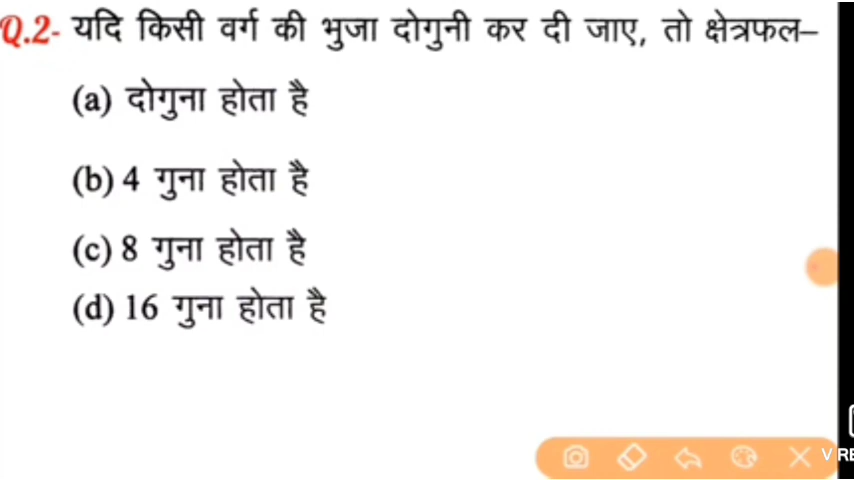 Q.2- यदि किसी वर्ग की भुजा दोगुनी कर दी जाए, तो क्षेत्रफल–
(a) दोगुना होता है
(b) 4 गुना होता है
(c) 8 गुना होता है
(d) 16 गुना होता है